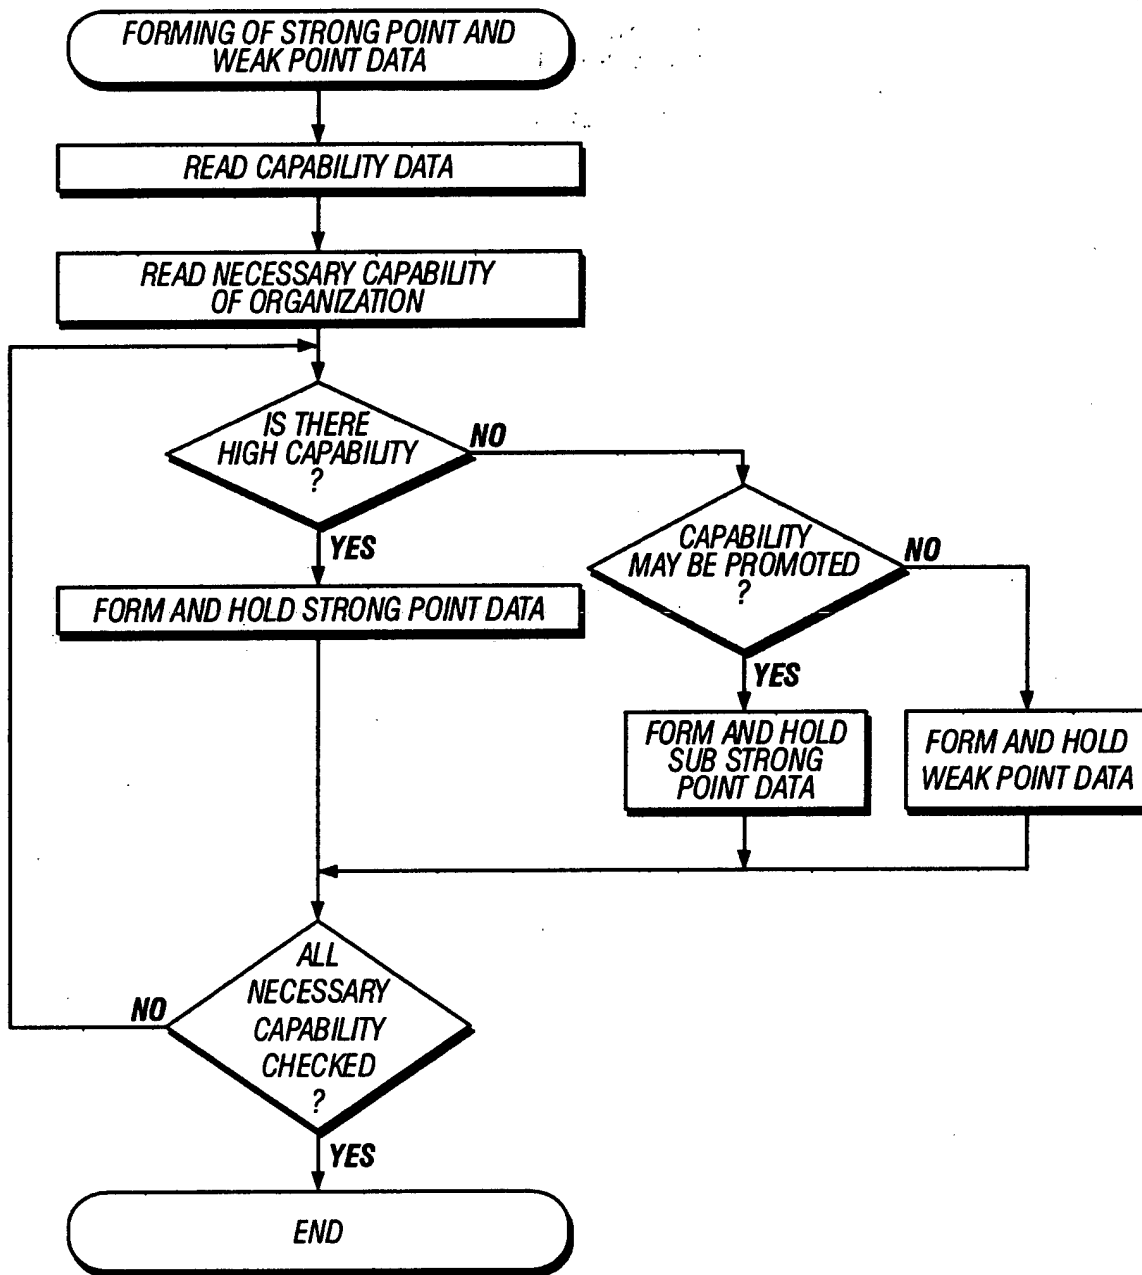 FORMING OF STRONG POINT AND
WEAK POINT DATA
READ CAPABILITY DATA
READ NECESSARY CAPABILITY
OF ORGANIZATION
IS THERE
HIGH CAPABILITY
?
NO
YES
CAPABILITY
MAY BE PROMOTED
?
NO
YES
FORM AND HOLD STRONG POINT DATA
FORM AND HOLD
SUB STRONG
POINT DATA
FORM AND HOLD
WEAK POINT DATA
ALL
NECESSARY
CAPABILITY
CHECKED
?
NO
YES
END